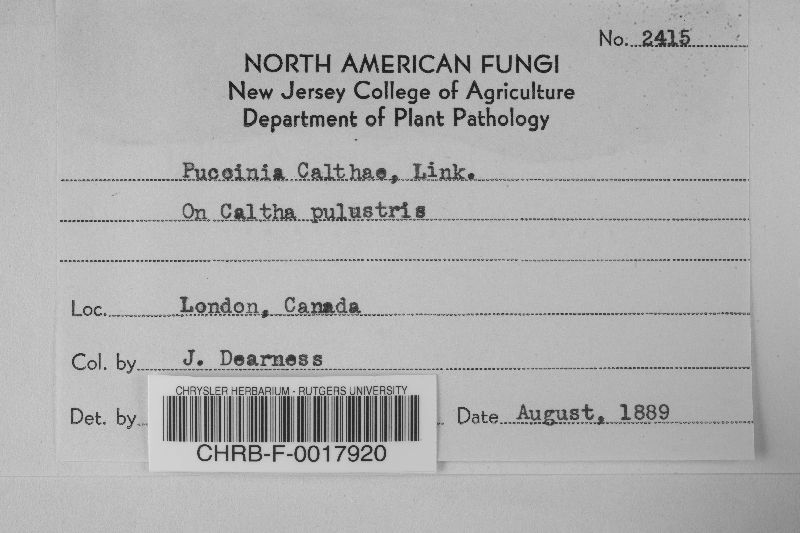 No. 2415
NORTH AMERICAN FUNGI
New Jersey College of Agriculture
Department of Plant Pathology
Puccinia Calthae, Link.
On Caltha pulustris
Loc. London, Canada
Col. by J. Dearness
Det. by Date August, 1889
CHRYSLER HERBARIUM - RUTGERS UNIVERSITY
CHRB-F-0017920